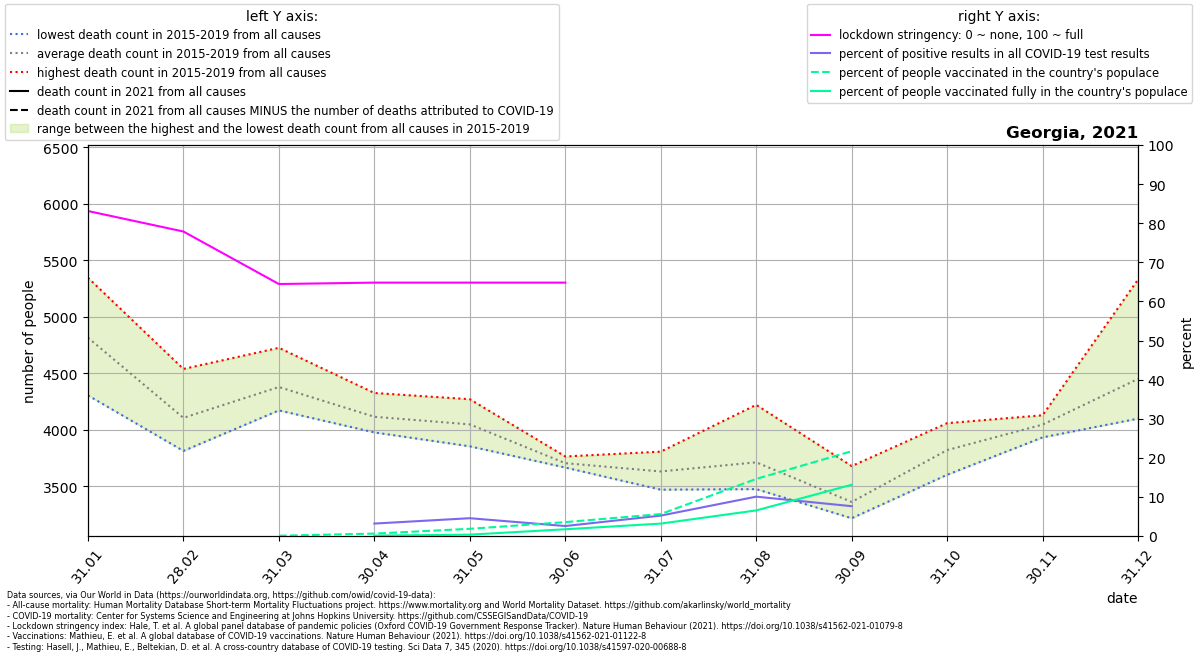 left Y axis:
lowest death count in 2015-2019 from all causes
average death count in 2015-2019 from all causes
highest death count in 2015-2019 from all causes
death count in 2021 from all causes
death count in 2021 from all causes MINUS the number of deaths attributed to COVID-19
range between the highest and the lowest death count from all causes in 2015-2019
right Y axis:
lockdown stringency: 0 ~ none, 100 ~ full
percent of positive results in all COVID-19 test results
percent of people vaccinated in the country's populace
percent of people vaccinated fully in the country's populace
Georgia, 2021
number of people
6500
6000
5500
5000
4500
4000
3500
percent
100
90
80
70
60
50
40
30
20
10
0
31.01
28.02
31.03
30.04
31.05
30.06
31.07
31.08
30.09
31.10
30.11
31.12
date
Data sources, via Our World in Data (https://ourworldindata.org, https://github.com/owid/covid-19-data):
- All-cause mortality: Human Mortality Database Short-term Mortality Fluctuations project. https://www.mortality.org and World Mortality Dataset. https://github.com/akarlinsky/world_mortality
- COVID-19 mortality: Center for Systems Science and Engineering at Johns Hopkins University. https://github.com/CSSEGISandData/COVID-19
- Lockdown stringency index: Hale, T. et al. A global panel database of pandemic policies (Oxford COVID-19 Government Response Tracker). Nature Human Behaviour (2021). https://doi.org/10.1038/s41562-021-01079-8
- Vaccinations: Mathieu, E. et al. A global database of COVID-19 vaccinations. Nature Human Behaviour (2021). https://doi.org/10.1038/s41562-021-01122-8
- Testing: Hasell, J., Mathieu, E., Beltekian, D. et al. A cross-country database of COVID-19 testing. Sci Data 7, 345 (2020). https://doi.org/10.1038/s41597-020-00688-8